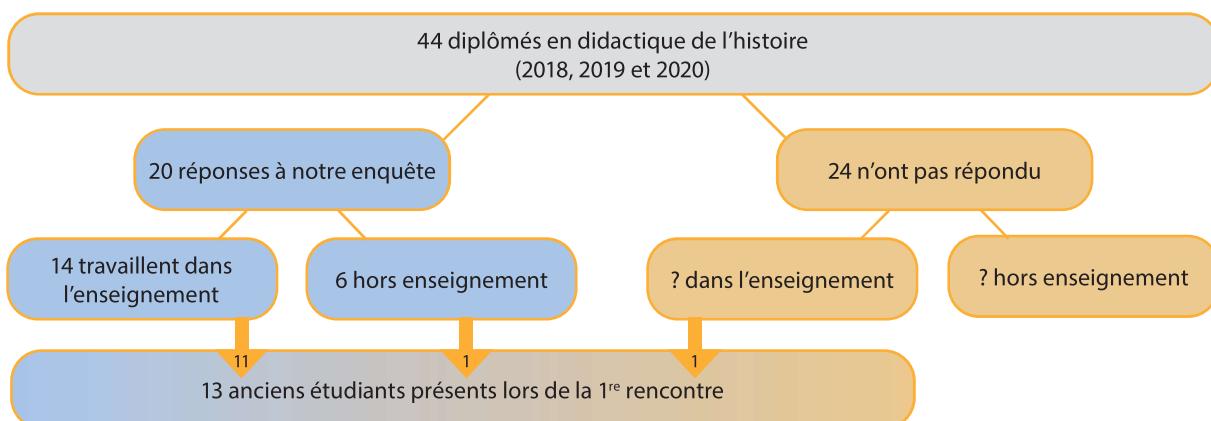 44 diplômés en didactique de l’histoire
(2018, 2019 et 2020)
20 réponses à notre enquête
24 n’ont pas répondu
14 travaillent dans
l’enseignement
6 hors enseignement
? dans l’enseignement
? hors enseignement
11
1
1
13 anciens étudiants présents lors de la 1re rencontre